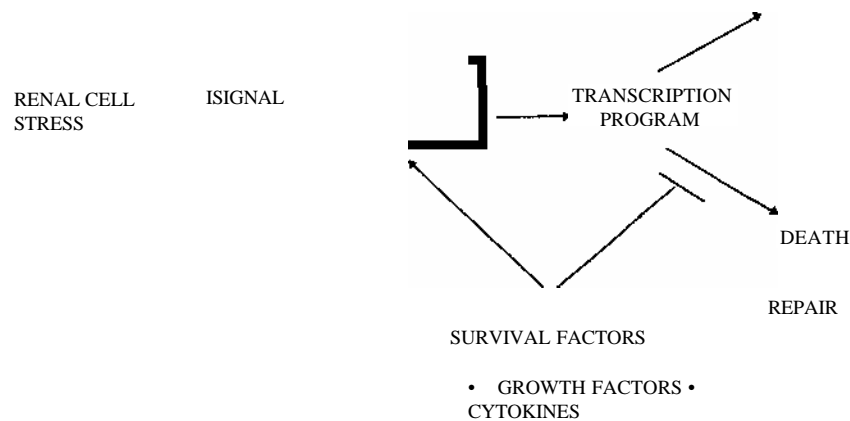 RENAL CELL
STRESS
ISIGNAL
TRANSCRIPTION
PROGRAM
DEATH
REPAIR
SURVIVAL FACTORS
• GROWTH FACTORS •
CYTOKINES